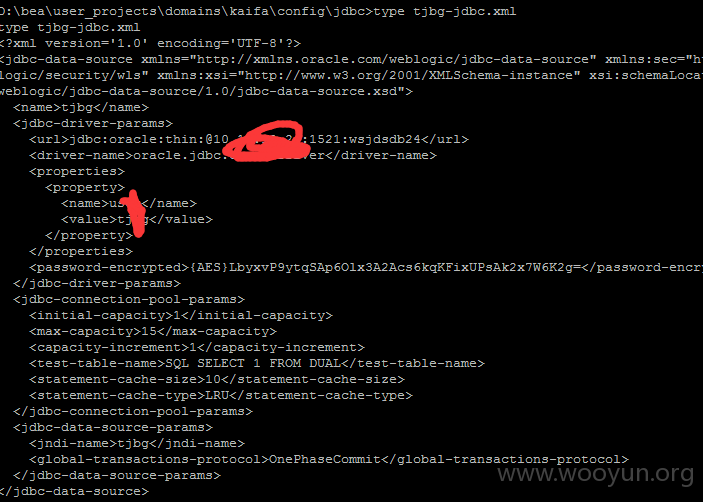 D:\bea\user_projects\domains\kaifa\config\jdbc>type tjbg-jdbc.xml
type tjbg-jdbc.xml
<?xml version='1.0' encoding='UTF-8'?>
<jdbc-data-source xmlns="http://xmlns.oracle.com/weblogic/jdbc-data-source" xmlns:sec="h
logic/security/wls" xmlns:xsi="http://www.w3.org/2001/XMLSchema-instance" xsi:schemaLocat
weblogic/jdbc-data-source/1.0/jdbc-data-source.xsd">
<name>tjbg</name>
<jdbc-driver-params>
<url>jdbc:oracle:thin:@10 :1521:wsjdsdb24</url>
<driver-name>oracle.jdbc. </driver-name>
<properties>
<property>
<name>us </name>
<value>tj g</value>
</property>
</properties>
<password-encrypted>{AES}LbyxvP9ytqSAp6Olx3A2Acs6kqKFixUPsAk2x7W6K2g=</password-encry
</jdbc-driver-params>
<jdbc-connection-pool-params>
<initial-capacity>1</initial-capacity>
<max-capacity>15</max-capacity>
<capacity-increment>1</capacity-increment>
<test-table-name>SQL SELECT 1 FROM DUAL</test-table-name>
<statement-cache-size>10</statement-cache-size>
<statement-cache-type>LRU</statement-cache-type>
</jdbc-connection-pool-params>
<jdbc-data-source-params>
<jndi-name>tjbg</jndi-name>
<global-transactions-protocol>OnePhaseCommit</global-transactions-protocol>
</jdbc-data-source-params>
</jdbc-data-source>
www.wooyun.org